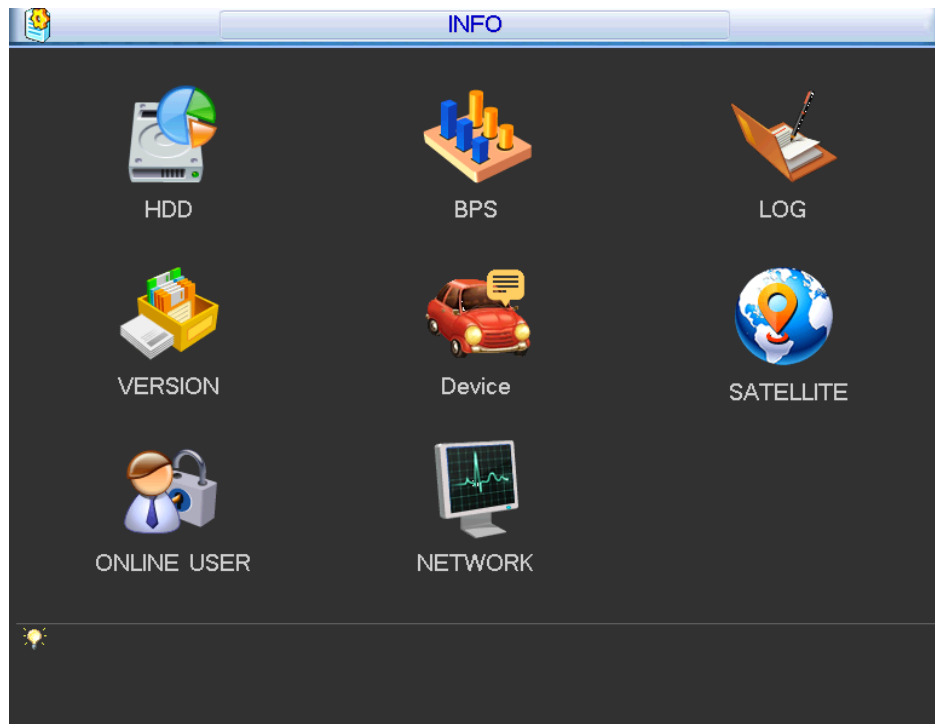 INFO
HDD
BPS
LOG
VERSION
Device
SATELLITE
ONLINE USER
NETWORK